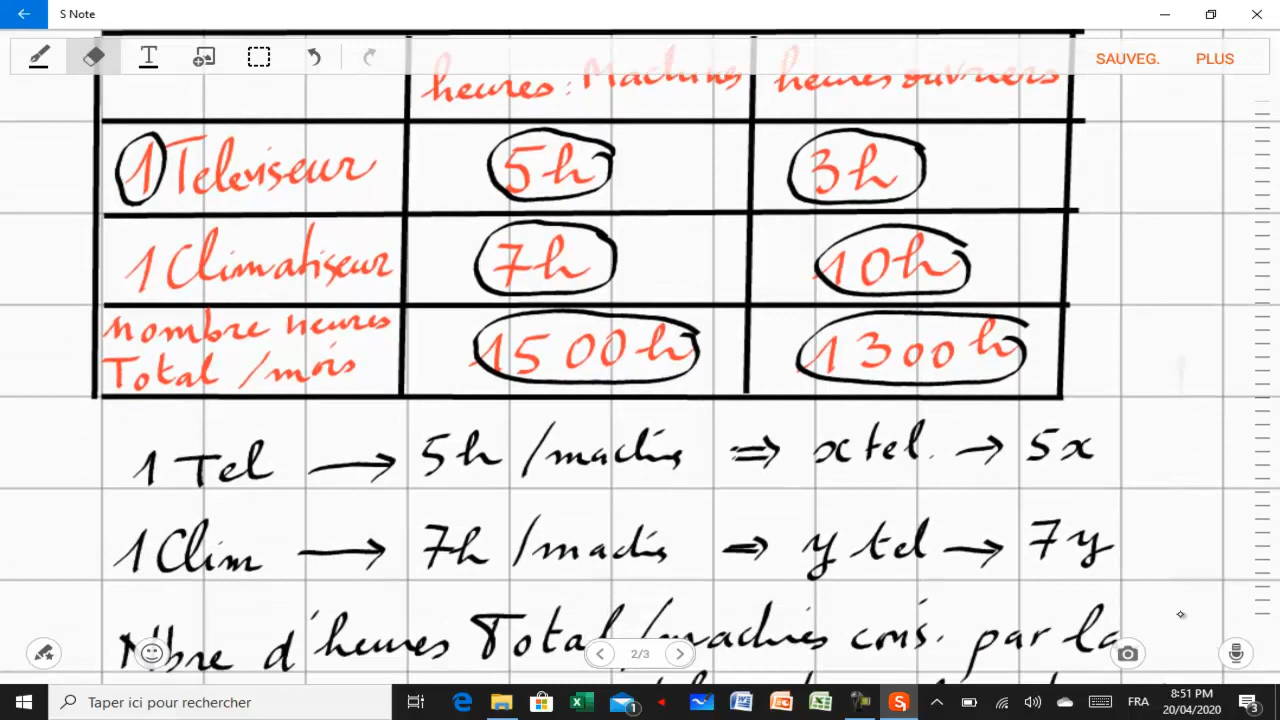 S Note
SAUVEG. PLUS
heures: Machines heures ouvriers
1 Televiseur 5h 3h
1 Climatiseur 7h 10h
Nombre heures
Total /mois 1500h 1300h
1 Tel → 5h /machis ⇒ x tel. → 5x
1 Clim → 7h /machis ⇒ y tel → 7y
Nbre d'heures Total /machies cons. par la
2/3
Taper ici pour rechercher
FRA
8:51 PM
20/04/2020